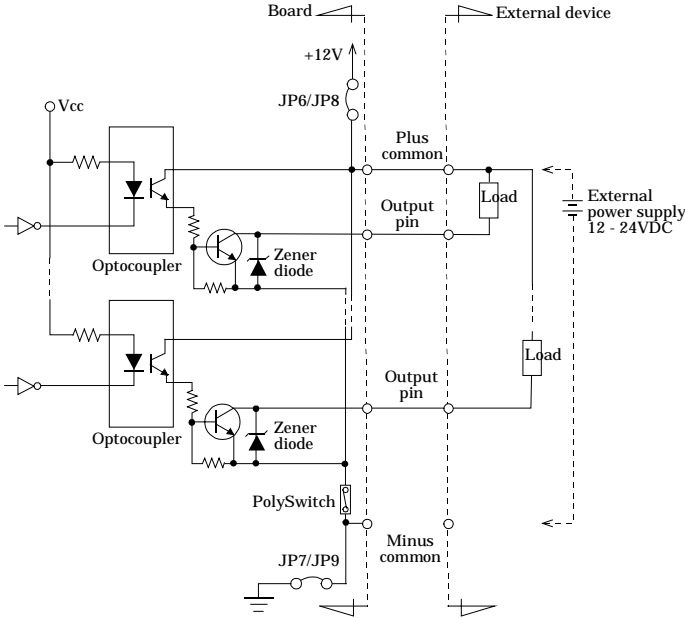 Board
External device
+12V
JP6/JP8
Vcc
Plus
common
Load
External
power supply
12 - 24VDC
Output
pin
Optocoupler
Zener
diode
Load
Output
pin
Optocoupler
Zener
diode
PolySwitch
Minus
common
JP7/JP9